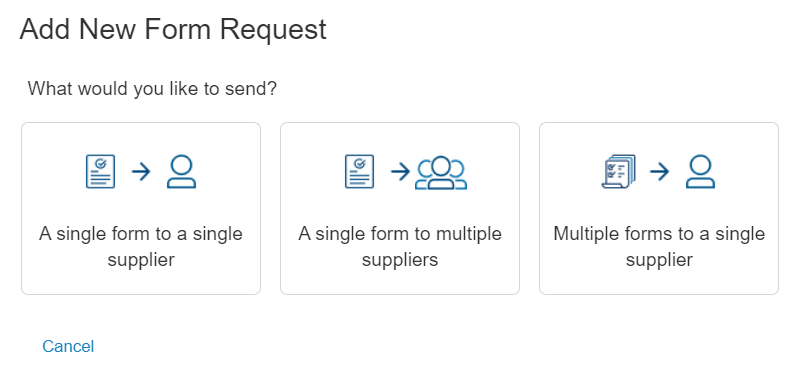 Add New Form Request
What would you like to send?
A single form to a single
supplier
A single form to multiple
suppliers
Multiple forms to a single
supplier
Cancel